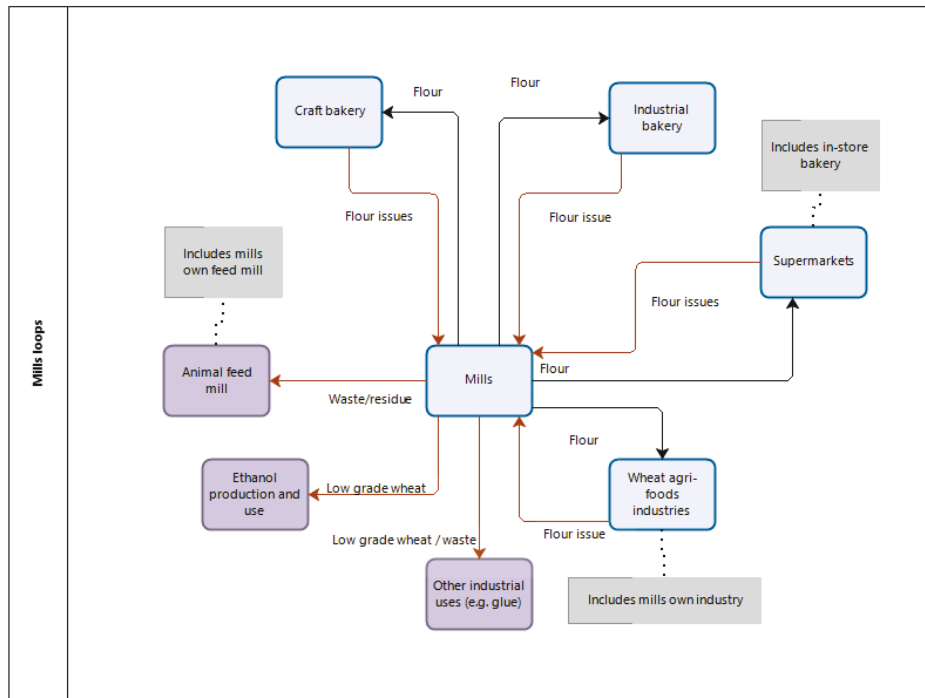 Mills loops
Flour
Flour
Craft bakery
Industrial
bakery
Includes in-store
bakery
Flour issues
Flour issue
Includes mills
own feed mill
Supermarkets
Flour issues
Animal feed
mill
Mills
Flour
Waste/residue
Flour
Ethanol
production and
use
Low grade wheat
Wheat agri-
foods
industries
Flour issue
Low grade wheat / waste
Other industrial
uses (e.g. glue)
Includes mills own industry